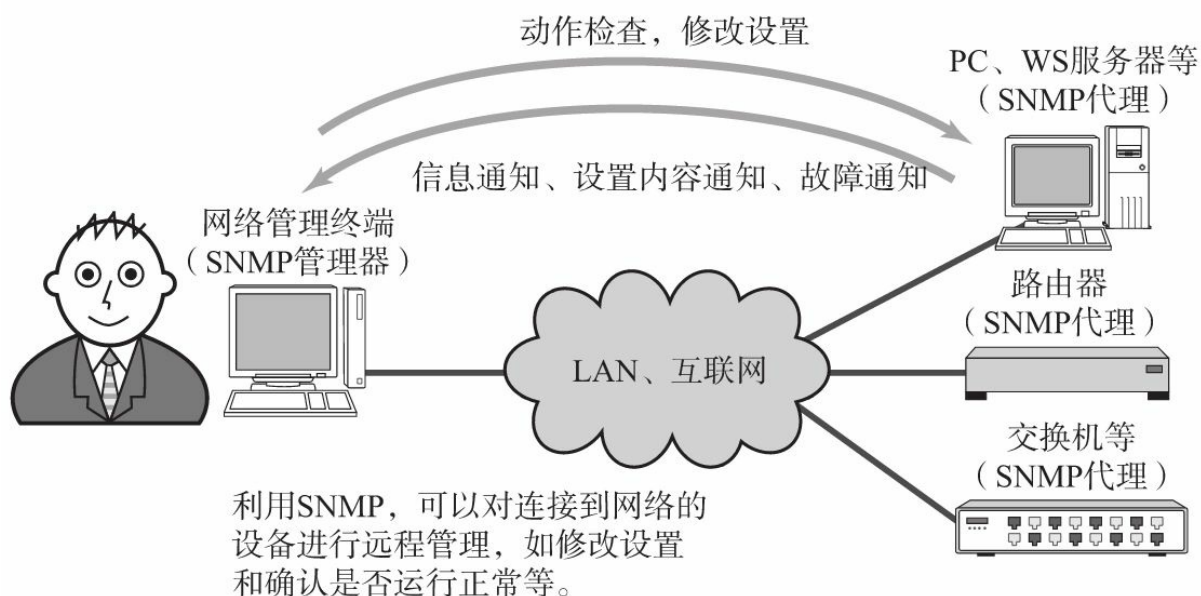 动作检查，修改设置
PC、WS服务器等
（SNMP代理）
信息通知、设置内容通知、故障通知
网络管理终端
（SNMP管理器）
路由器
（SNMP代理）
LAN、互联网
交换机等
（SNMP代理）
利用SNMP，可以对连接到网络的
设备进行远程管理，如修改设置
和确认是否运行正常等。